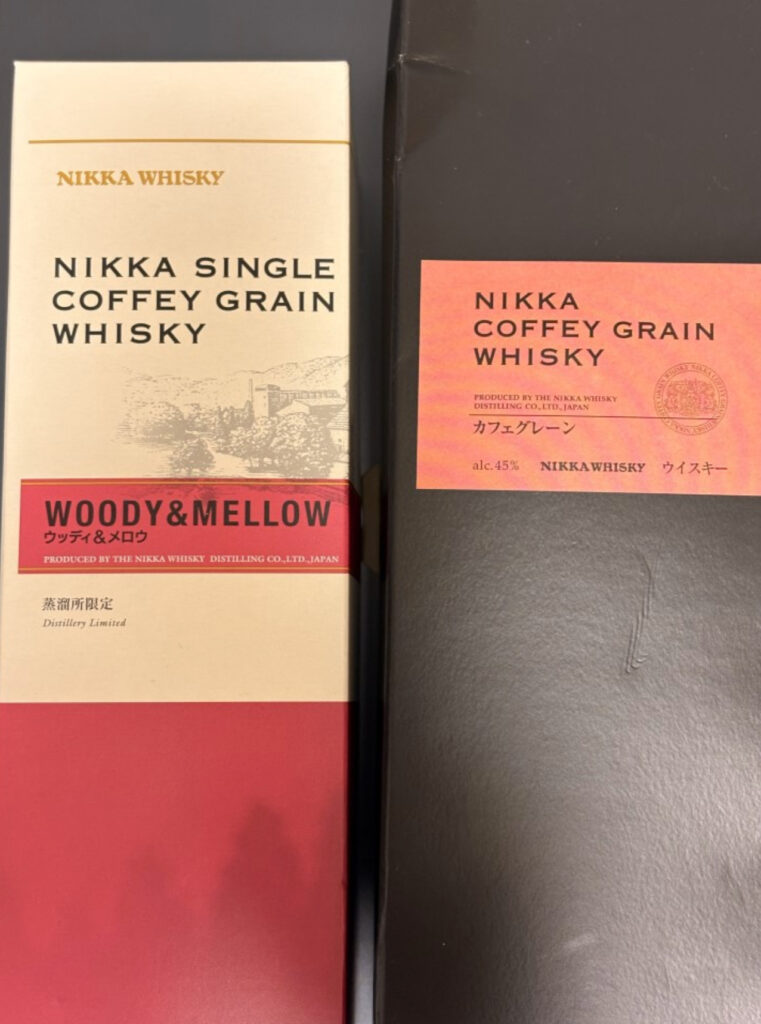 NIKKA WHISKY
NIKKA SINGLE
COFFEY GRAIN
WHISKY
WOODY&MELLOW
ウッディ&メロウ
PRODUCED BY THE NIKKA WHISKY DISTILLING CO.,LTD.,JAPAN
蒸溜所限定
Distillery Limited
NIKKA
COFFEY GRAIN
WHISKY
PRODUCED BY THE NIKKA WHISKY
DISTILLING CO.,LTD.,JAPAN
カフェグレーン
alc.45% NIKKA WHISKY ウイスキー